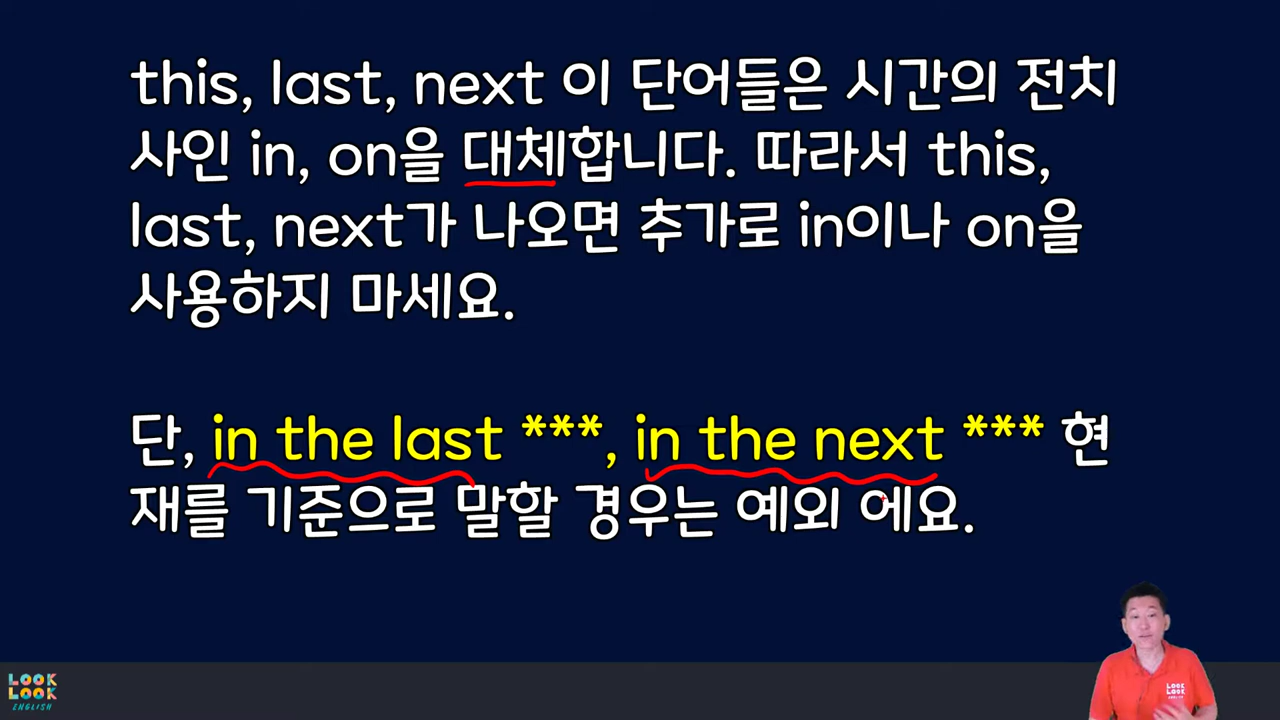 this, last, next 이 단어들은 시간의 전치
사인 in, on을 대체합니다. 따라서 this,
last, next가 나오면 추가로 in이나 on을
사용하지 마세요.
단, in the last ***, in the next *** 현
재를 기준으로 말할 경우는 예외 에요.
LOOK
LOOK
ENGLISH
LOOK
LOOK
ENGLISH